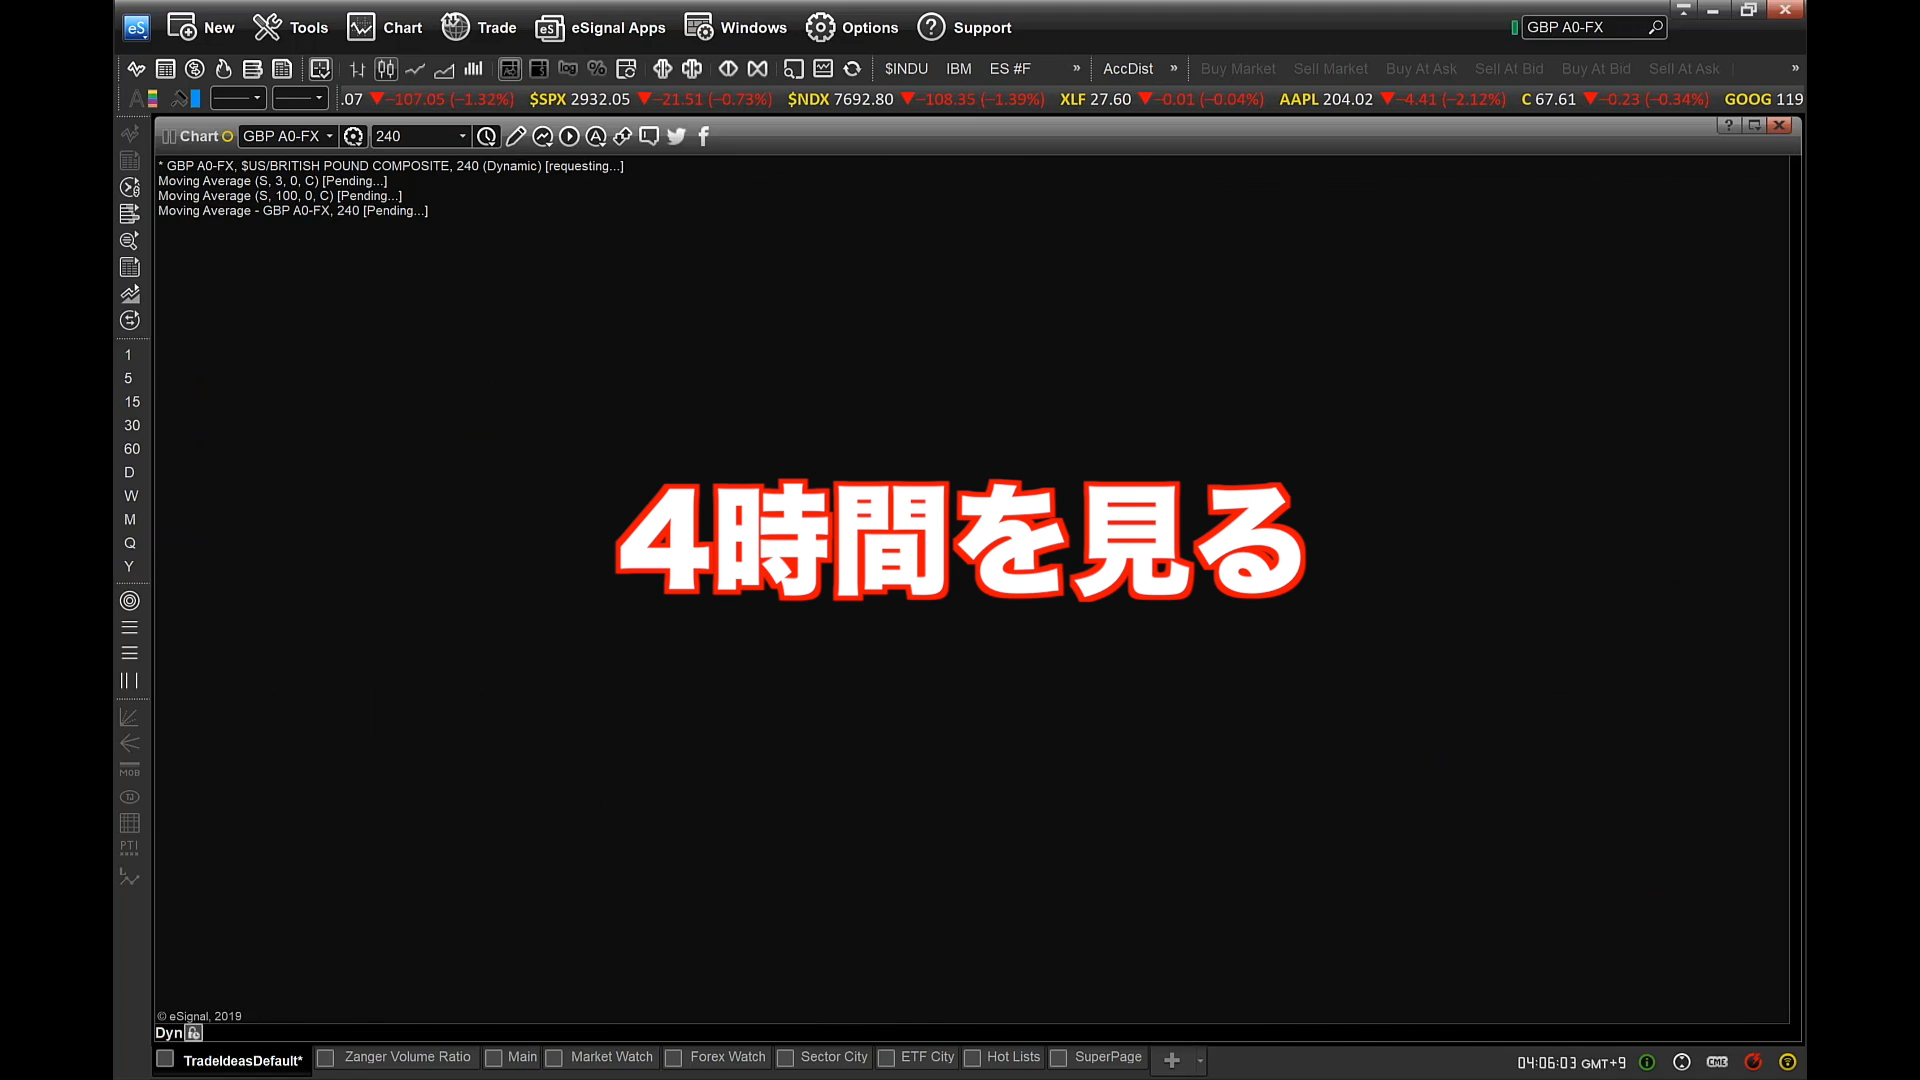 eS New Tools Chart Trade eSignal Apps Windows Options Support GBP A0-FX
log % $INDU IBM ES #F » AccDist » Buy Market Sell Market Buy At Ask Sell At Bid Buy At Bid Sell At Ask »
A .07 ▼−107.05 (−1.32%) $SPX 2932.05 ▼−21.51 (−0.73%) $NDX 7692.80 ▼−108.35 (−1.39%) XLF 27.60 ▼−0.01 (−0.04%) AAPL 204.02 ▼−4.41 (−2.12%) C 67.61 ▼−0.23 (−0.34%) GOOG 119
Chart GBP A0-FX 240
* GBP A0-FX, $US/BRITISH POUND COMPOSITE, 240 (Dynamic) [requesting...]
Moving Average (S, 3, 0, C) [Pending...]
Moving Average (S, 100, 0, C) [Pending...]
Moving Average - GBP A0-FX, 240 [Pending...]
1
5
15
30
60
D
W
M
Q
Y
MOB
TJ
PTI
4時間を見る
© eSignal, 2019
Dyn
TradeIdeasDefault* Zanger Volume Ratio Main Market Watch Forex Watch Sector City ETF City Hot Lists SuperPage
04:06:03 GMT+9 CME